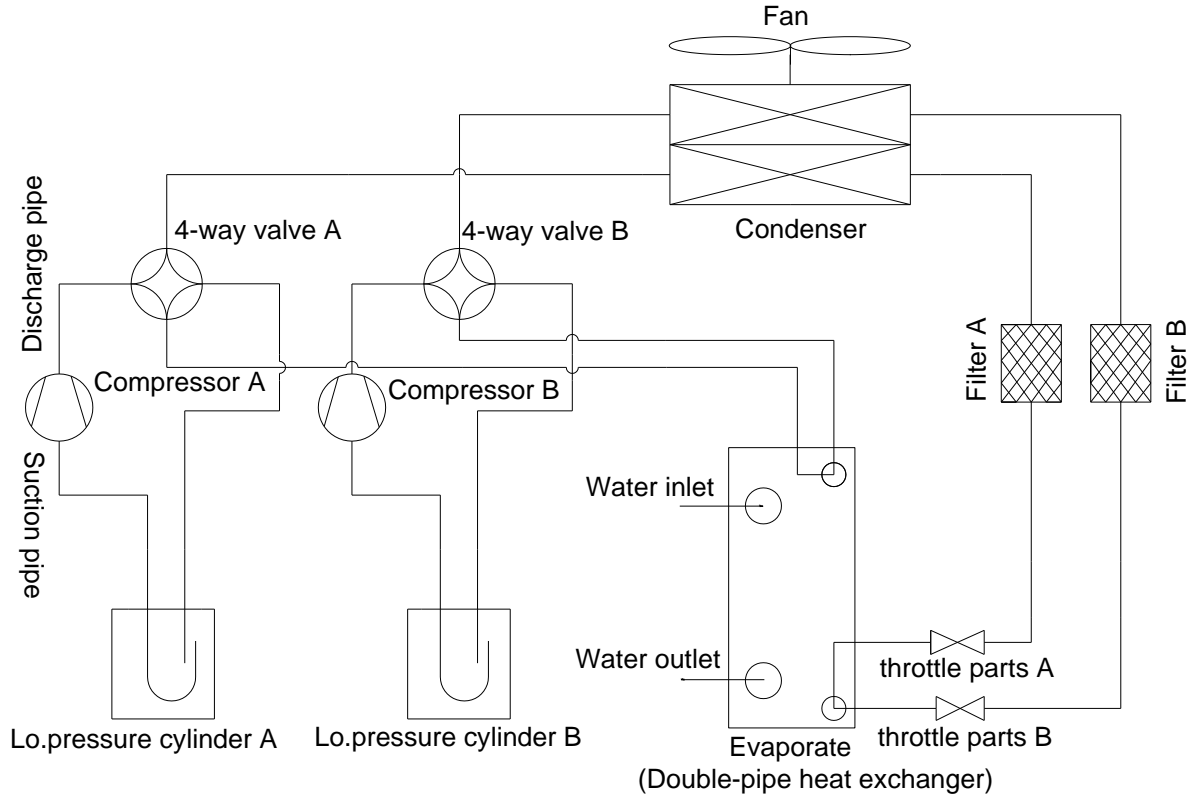 Fan
Discharge pipe
4-way valve A
4-way valve B
Condenser
Compressor A
Compressor B
Filter A
Filter B
Suction pipe
Water inlet
Water outlet
throttle parts A
throttle parts B
Lo.pressure cylinder A
Lo.pressure cylinder B
Evaporate
(Double-pipe heat exchanger)